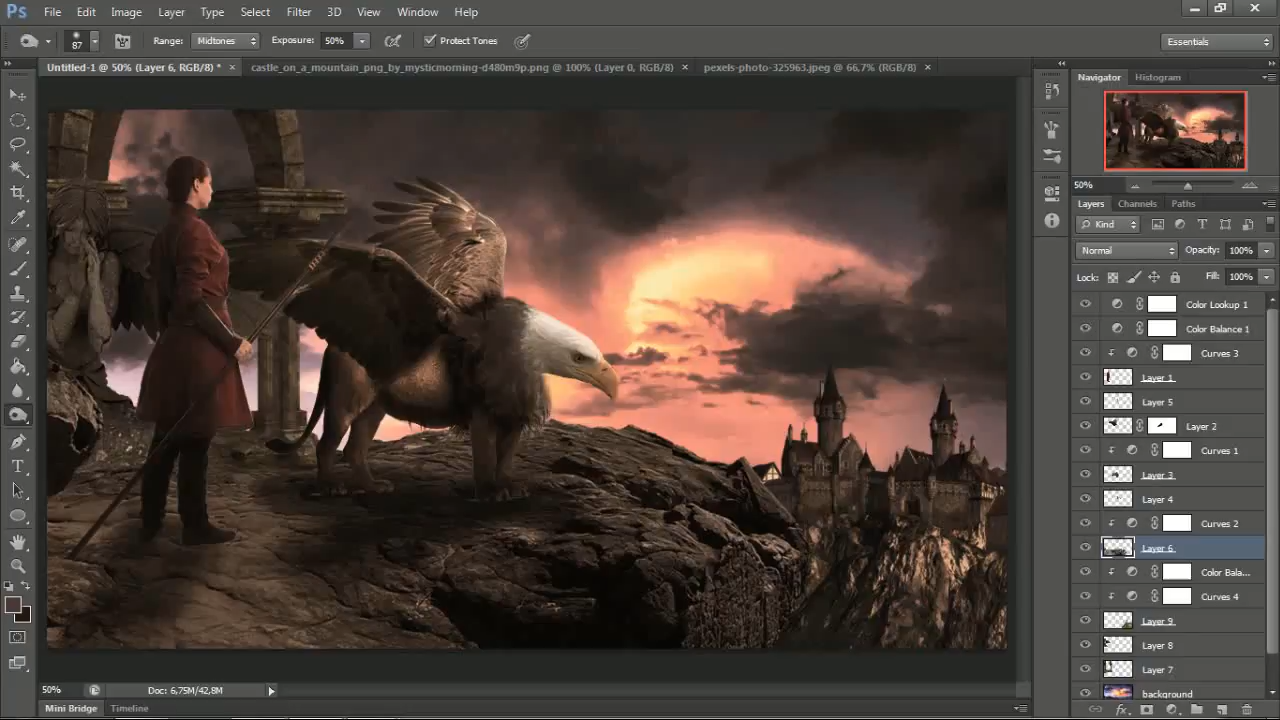 Ps File Edit Image Layer Type Select Filter 3D View Window Help
87 Range: Midtones Exposure: 50% Protect Tones Essentials
Untitled-1 @ 50% (Layer 6, RGB/8) * × castle_on_a_mountain_png_by_mysticmorning-d480m9p.png @ 100% (Layer 0, RGB/8) × pexels-photo-325963.jpeg @ 66,7% (RGB/8) ×
Navigator Histogram
50%
Layers Channels Paths
Kind
Normal Opacity: 100%
Lock: Fill: 100%
Color Lookup 1
Color Balance 1
Curves 3
Layer 1
Layer 5
Layer 2
Curves 1
Layer 3
Layer 4
Curves 2
Layer 6
Color Bala...
Curves 4
Layer 9
Layer 8
Layer 7
background
50% Doc: 6,75M/42,8M
Mini Bridge Timeline